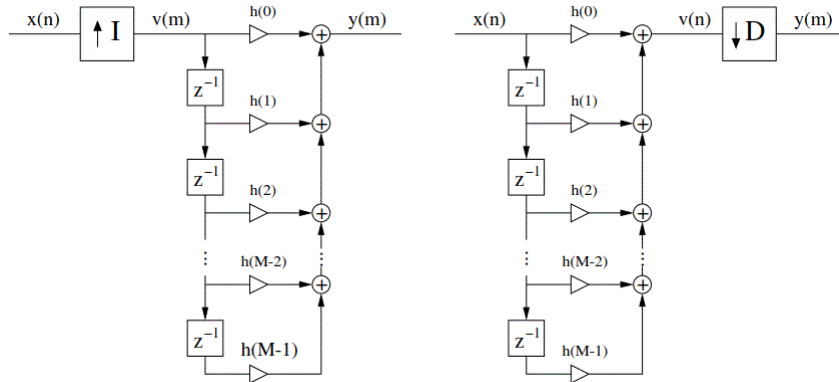 x(n)
↑ I
v(m)
h(0)
y(m)
z⁻¹
h(1)
z⁻¹
h(2)
⋮
h(M-2)
⋮
z⁻¹
h(M-1)
x(n)
h(0)
v(n)
↓ D
y(m)
z⁻¹
h(1)
z⁻¹
h(2)
⋮
h(M-2)
⋮
z⁻¹
h(M-1)